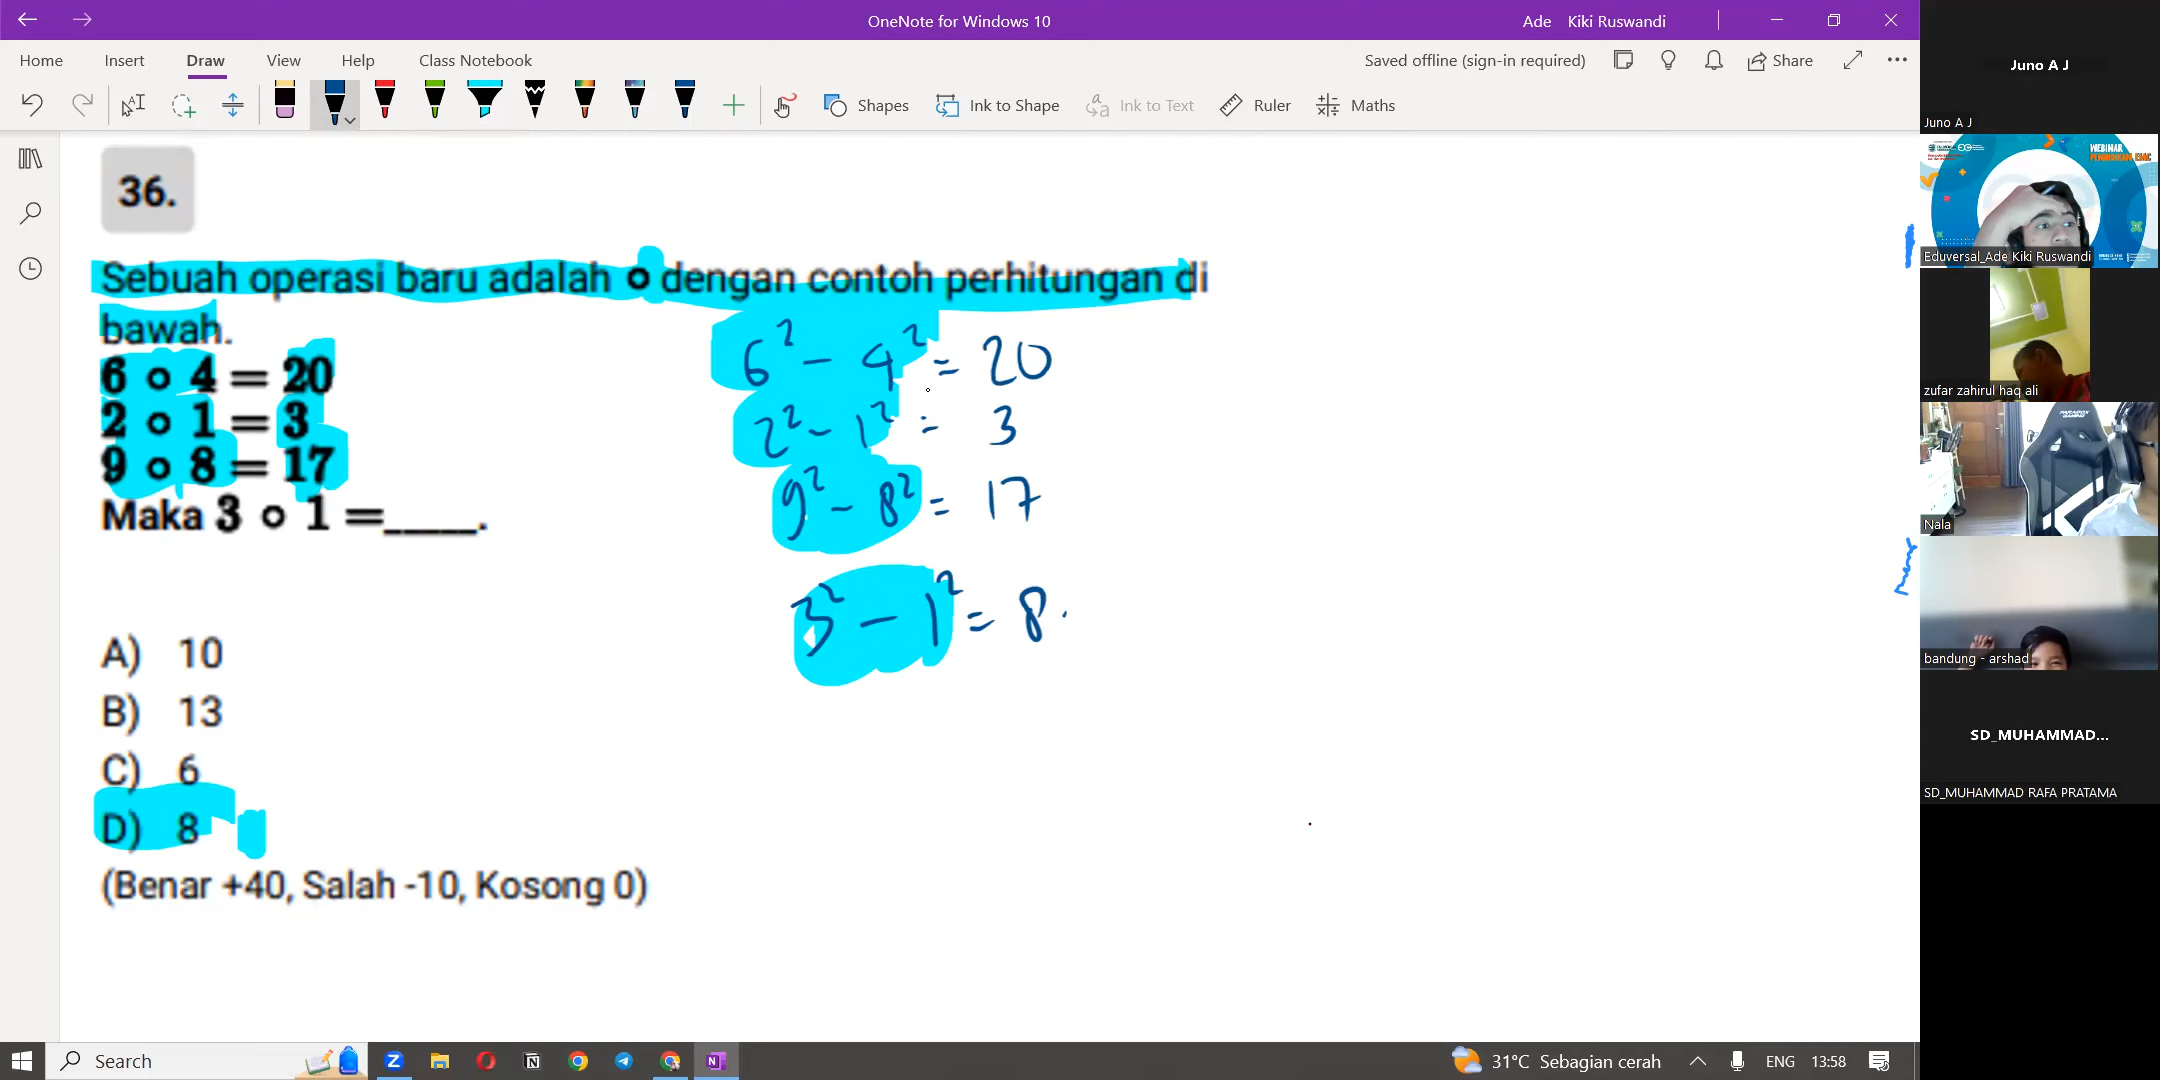 OneNote for Windows 10
Ade Kiki Ruswandi
Home Insert Draw View Help Class Notebook
Saved offline (sign-in required) Share
Shapes Ink to Shape Ink to Text Ruler Maths
36.
Sebuah operasi baru adalah o dengan contoh perhitungan di
bawah.
6 ∘ 4 = 20
2 ∘ 1 = 3
9 ∘ 8 = 17
Maka 3 ∘ 1 =____.
6² - 4² = 20
2² - 1² = 3
9² - 8² = 17
3² - 1² = 8.
A) 10
B) 13
C) 6
D) 8
(Benar +40, Salah -10, Kosong 0)
Juno A J
Juno A J
WEBINAR
PENDIDIKAN EMC
Eduversal_Ade Kiki Ruswandi
zufar zahirul haq ali
PARADOX
GAMING
Nala
bandung - arshad
SD_MUHAMMAD...
SD_MUHAMMAD RAFA PRATAMA
Search
31°C Sebagian cerah
ENG 13:58